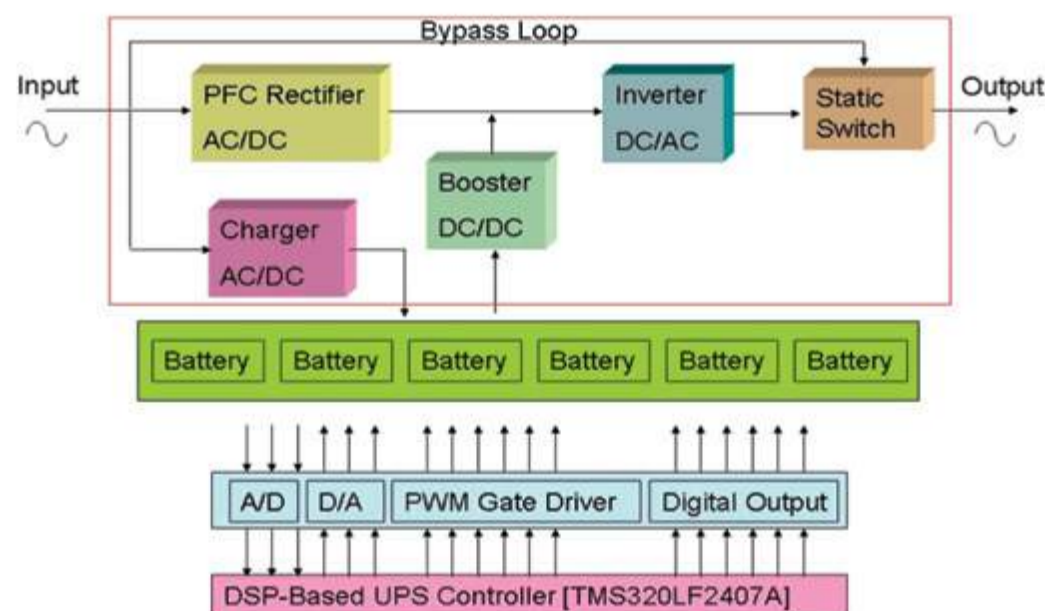 Bypass Loop
Input
PFC Rectifier
AC/DC
Inverter
DC/AC
Static
Switch
Output
Booster
DC/DC
Charger
AC/DC
Battery
Battery
Battery
Battery
Battery
Battery
A/D
D/A
PWM Gate Driver
Digital Output
DSP-Based UPS Controller [TMS320LF2407A]